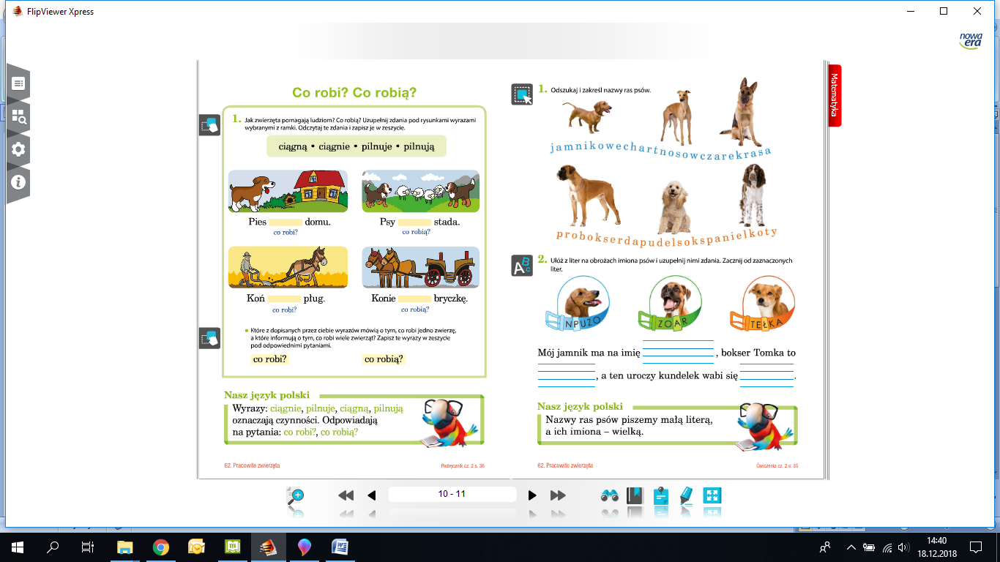 FlipViewer Xpress
nowa
era
Matematyka
Co robi? Co robią?
1. Jak zwierzęta pomagają ludziom? Co robią? Uzupełnij zdania pod rysunkami wyrazami
wybranymi z ramki. Odczytaj te zdania i zapisz je w zeszycie.
ciągną • ciągnie • pilnuje • pilnują
Pies domu.
co robi?
Psy stada.
co robią?
Koń pług.
co robi?
Konie bryczkę.
co robią?
• Które z dopisanych przez ciebie wyrazów mówią o tym, co robi jedno zwierzę,
a które informują o tym, co robi wiele zwierząt? Zapisz te wyrazy w zeszycie
pod odpowiednimi pytaniami.
co robi? co robią?
Nasz język polski
Wyrazy: ciągnie, pilnuje, ciągną, pilnują
oznaczają czynności. Odpowiadają
na pytania: co robi?, co robią?
62. Pracowite zwierzęta
Podręcznik cz. 2 s. 36
1. Odszukaj i zakreśl nazwy ras psów.
jamnikowechartnosowczarekrasa
probokserdapudelsokspanielkoty
ABC
2. Ułóż z liter na obrożach imiona psów i uzupełnij nimi zdania. Zacznij od zaznaczonych
liter.
NPUZO
ZOAR
TEŁKA
Mój jamnik ma na imię , bokser Tomka to
, a ten uroczy kundelek wabi się .
Nasz język polski
Nazwy ras psów piszemy małą literą,
a ich imiona – wielką.
62. Pracowite zwierzęta
Ćwiczenia cz. 2 s. 35
10 - 11
14:40
18.12.2018